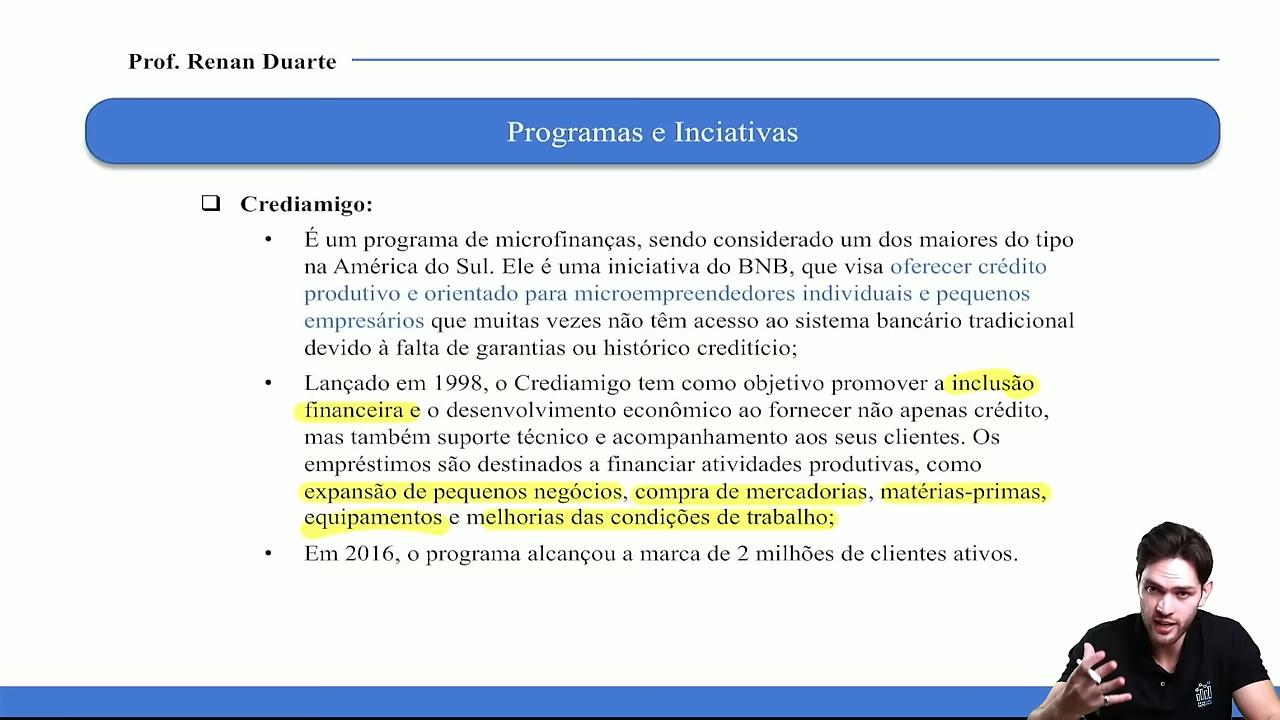 Prof. Renan Duarte
Programas e Inciativas
Crediamigo:
É um programa de microfinanças, sendo considerado um dos maiores do tipo
na América do Sul. Ele é uma iniciativa do BNB, que visa oferecer crédito
produtivo e orientado para microempreendedores individuais e pequenos
empresários que muitas vezes não têm acesso ao sistema bancário tradicional
devido à falta de garantias ou histórico creditício;
Lançado em 1998, o Crediamigo tem como objetivo promover a inclusão
financeira e o desenvolvimento econômico ao fornecer não apenas crédito,
mas também suporte técnico e acompanhamento aos seus clientes. Os
empréstimos são destinados a financiar atividades produtivas, como
expansão de pequenos negócios, compra de mercadorias, matérias-primas,
equipamentos e melhorias das condições de trabalho;
Em 2016, o programa alcançou a marca de 2 milhões de clientes ativos.